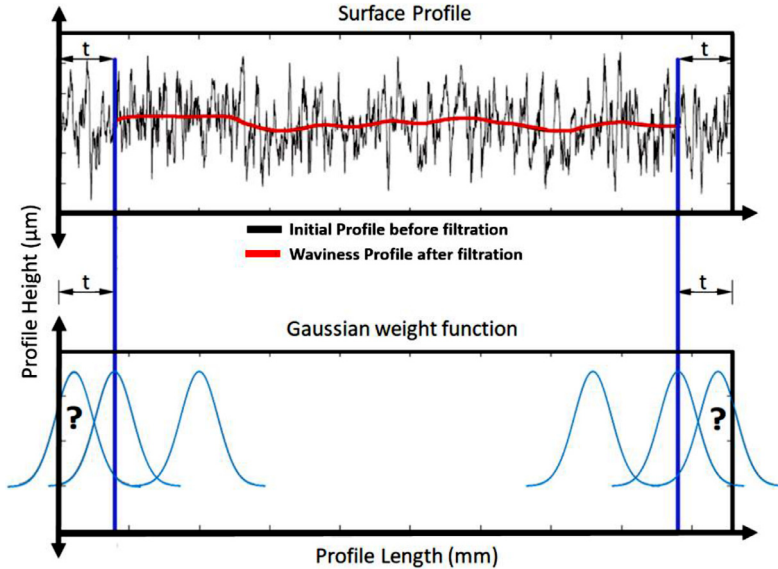 Surface Profile
t
t
Initial Profile before filtration
Waviness Profile after filtration
t
t
Profile Height (μm)
Gaussian weight function
?
?
Profile Length (mm)